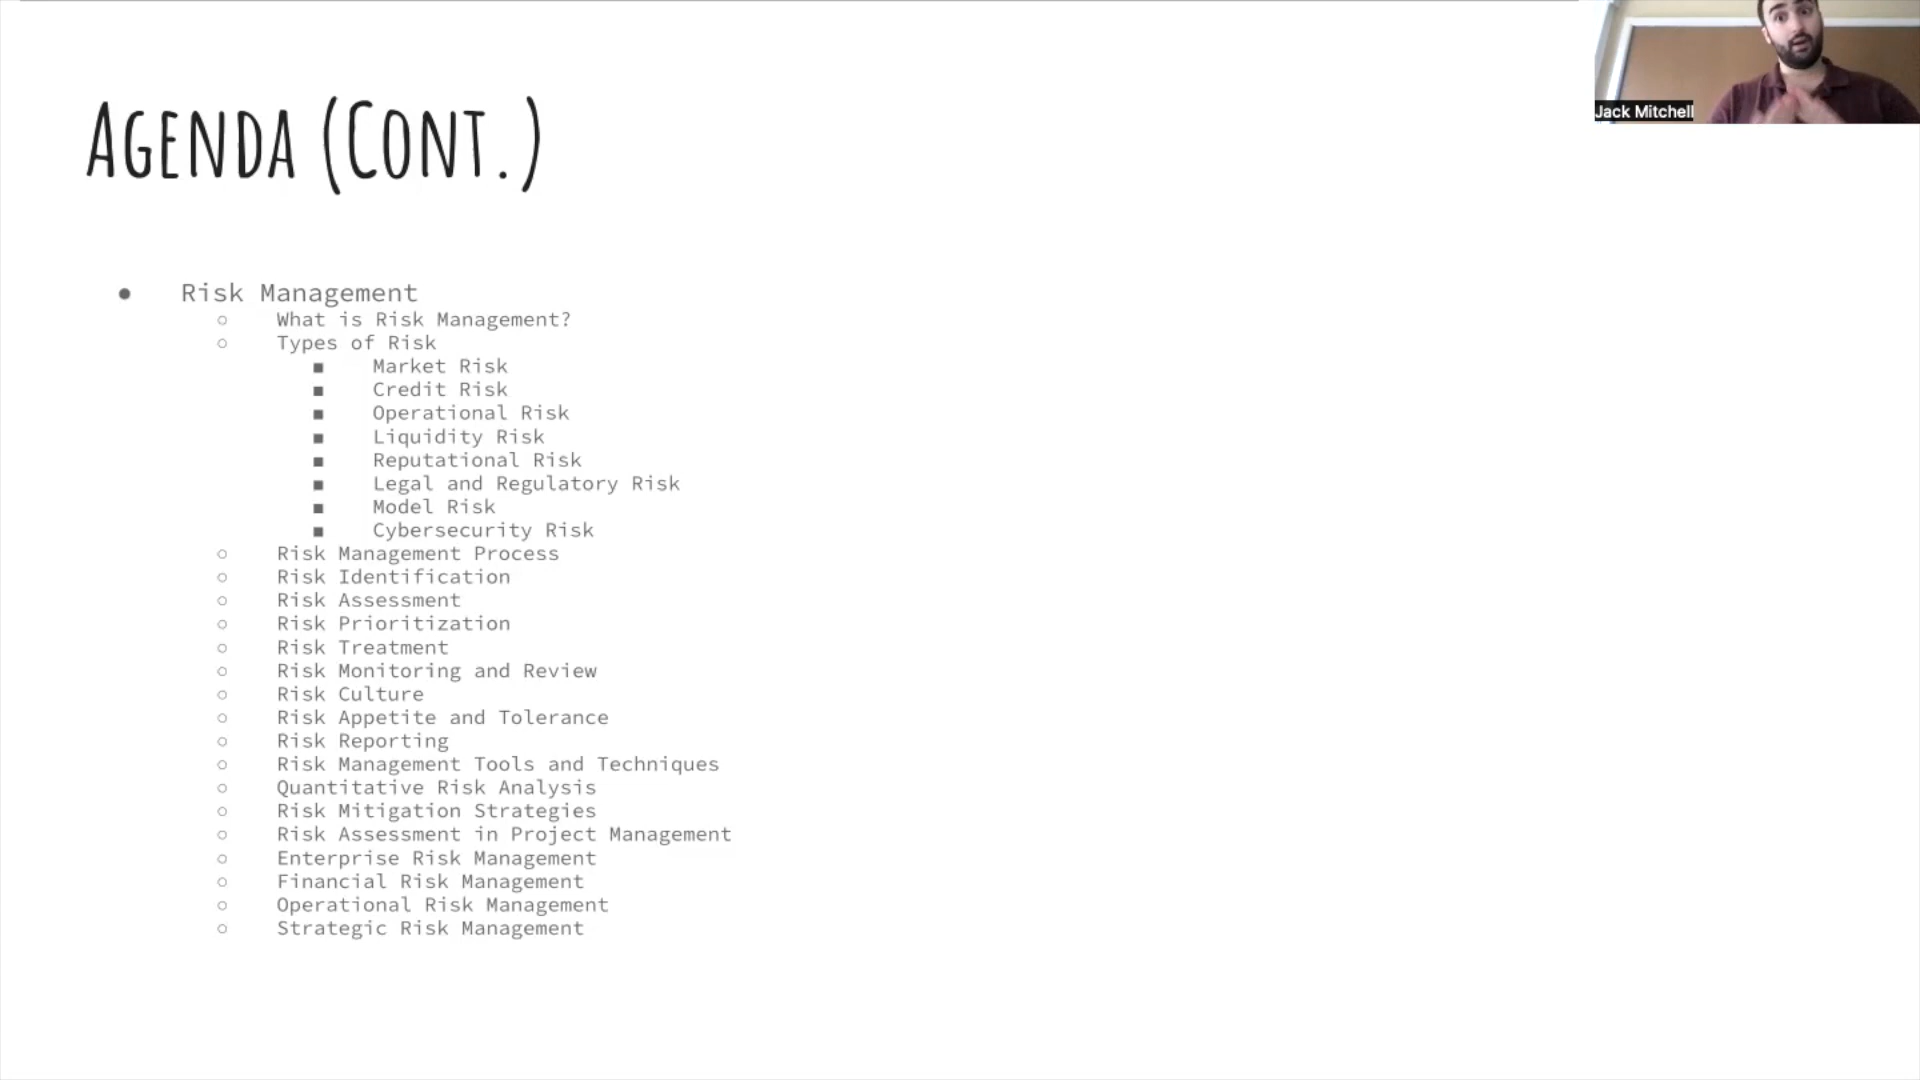 Agenda (Cont.)
Jack Mitchell
● Risk Management
○ What is Risk Management?
○ Types of Risk
■ Market Risk
■ Credit Risk
■ Operational Risk
■ Liquidity Risk
■ Reputational Risk
■ Legal and Regulatory Risk
■ Model Risk
■ Cybersecurity Risk
○ Risk Management Process
○ Risk Identification
○ Risk Assessment
○ Risk Prioritization
○ Risk Treatment
○ Risk Monitoring and Review
○ Risk Culture
○ Risk Appetite and Tolerance
○ Risk Reporting
○ Risk Management Tools and Techniques
○ Quantitative Risk Analysis
○ Risk Mitigation Strategies
○ Risk Assessment in Project Management
○ Enterprise Risk Management
○ Financial Risk Management
○ Operational Risk Management
○ Strategic Risk Management